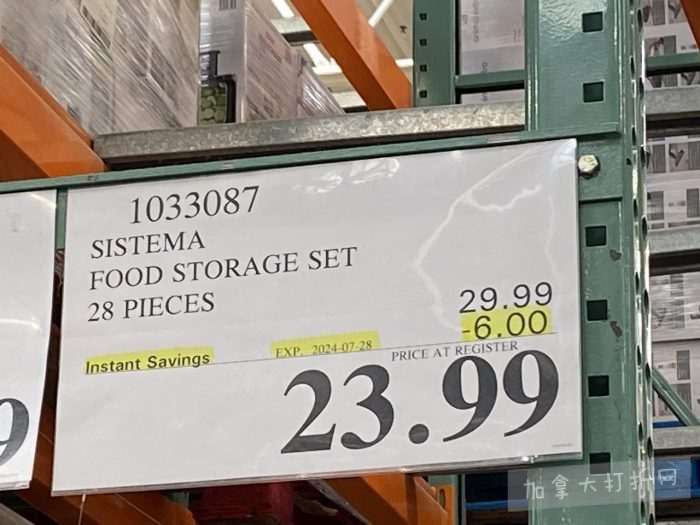 1033087
SISTEMA
FOOD STORAGE SET
28 PIECES
29.99
-6.00
Instant Savings EXP. 2024-07-28 PRICE AT REGISTER
23.99
9
加拿大打折网